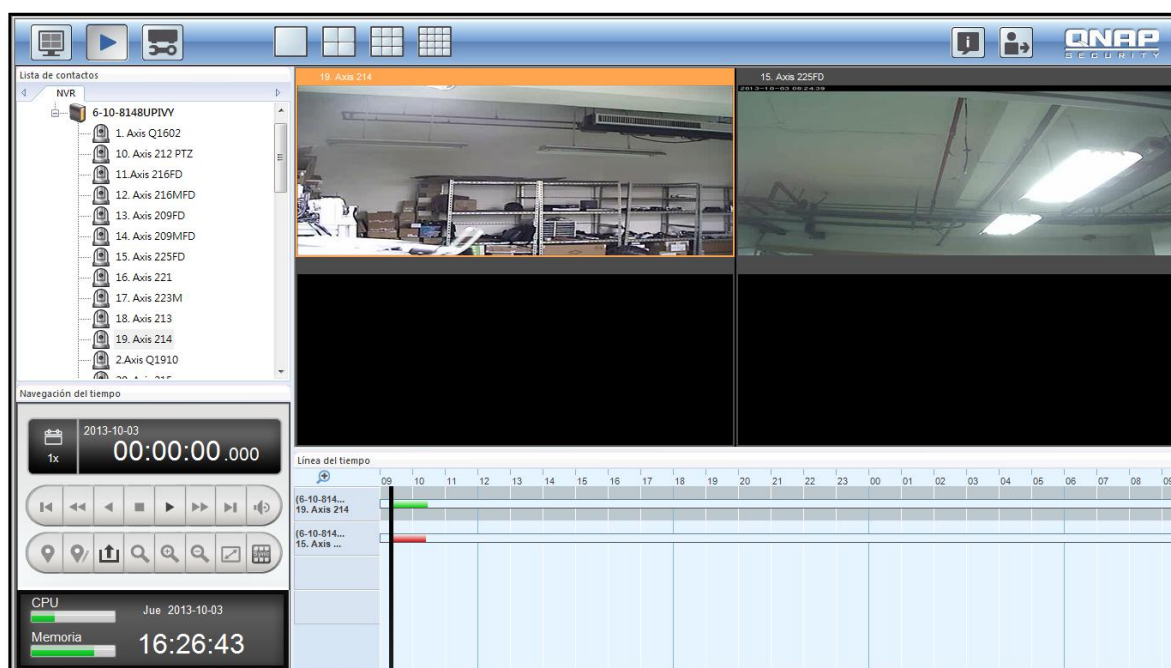 QNAP
SECURITY
Lista de contactos
NVR
6-10-8148UPIVY
1. Axis Q1602
10. Axis 212 PTZ
11.Axis 216FD
12. Axis 216MFD
13. Axis 209FD
14. Axis 209MFD
15. Axis 225FD
16. Axis 221
17. Axis 223M
18. Axis 213
19. Axis 214
2.Axis Q1910
19. Axis 214
15. Axis 225FD
Navegación del tiempo
2013-10-03
1x
00:00:00.000
CPU
Jue 2013-10-03
Memoria
16:26:43
Línea del tiempo
09 10 11 12 13 14 15 16 17 18 19 20 21 22 23 00 01 02 03 04 05 06 07 08 09
(6-10-814...
19. Axis 214
(6-10-814...
15. Axis ...